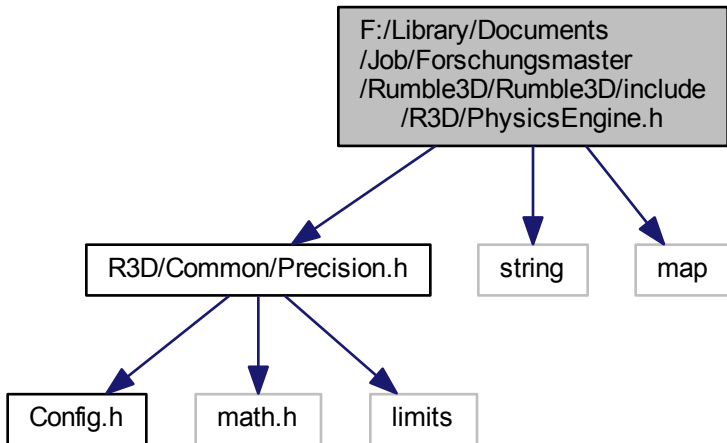 F:/Library/Documents
/Job/Forschungsmaster
/Rumble3D/Rumble3D/include
/R3D/PhysicsEngine.h
R3D/Common/Precision.h
string
map
Config.h
math.h
limits